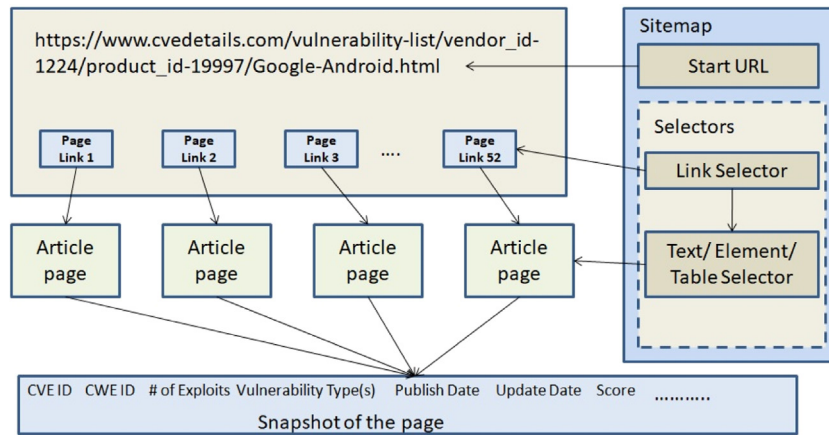 https://www.cvedetails.com/vulnerability-list/vendor_id-
1224/product_id-19997/Google-Android.html
Page
Link 1
Page
Link 2
Page
Link 3
....
Page
Link 52
Article
page
Article
page
Article
page
Article
page
CVE ID CWE ID # of Exploits Vulnerability Type(s) Publish Date Update Date Score ...........
Snapshot of the page
Sitemap
Start URL
Selectors
Link Selector
Text/ Element/
Table Selector